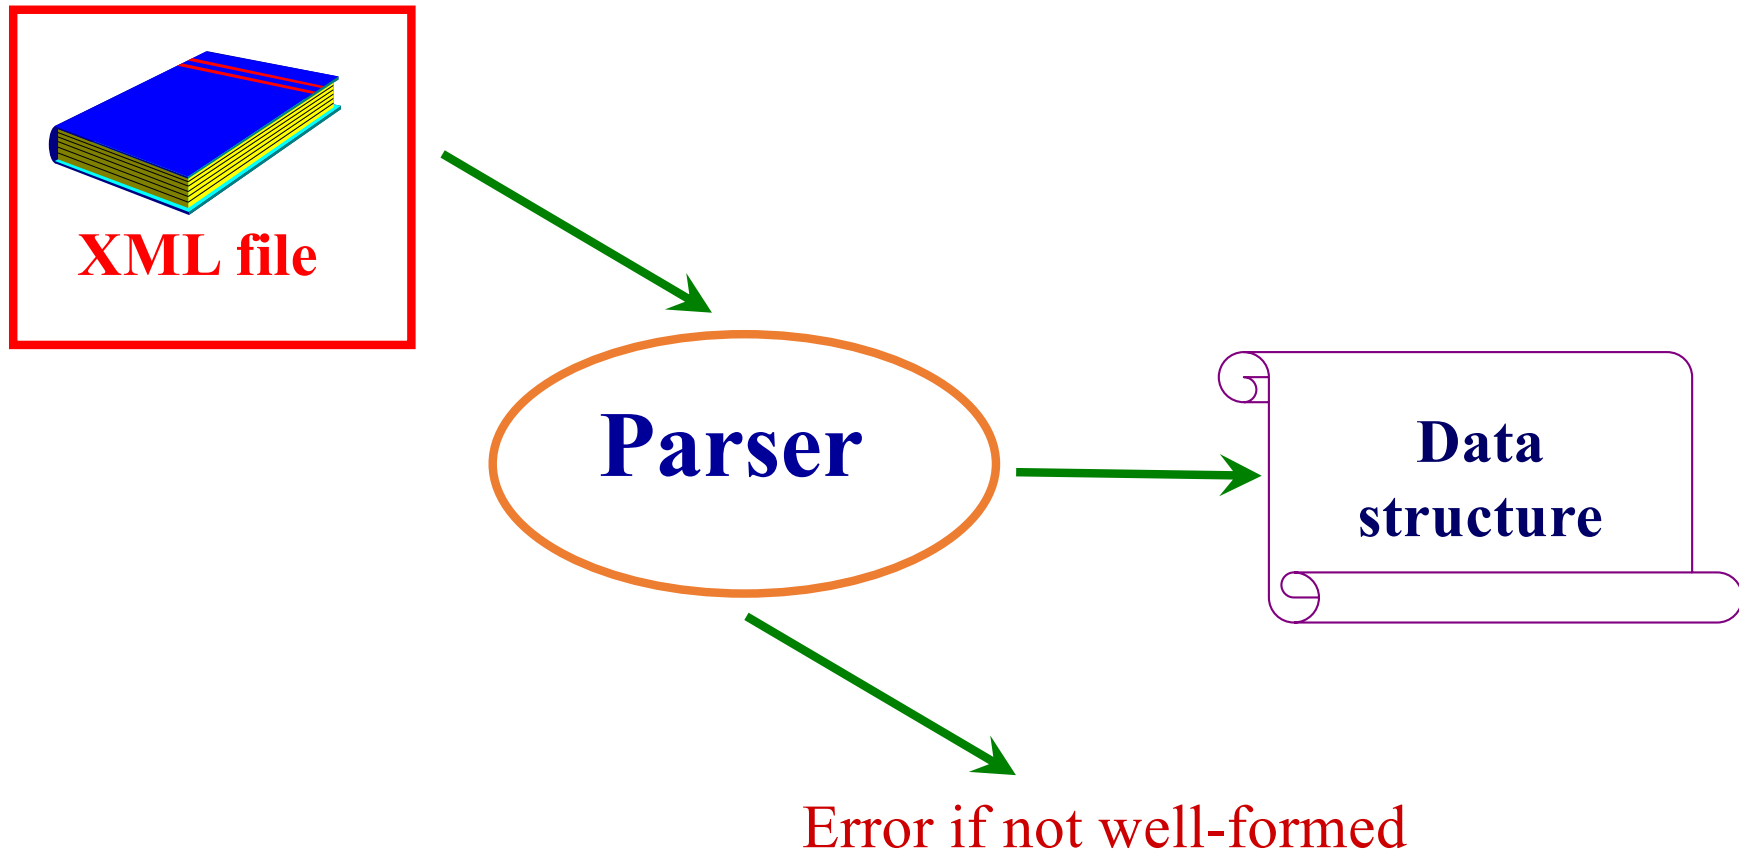 XML file
Parser
Data
structure
Error if not well-formed